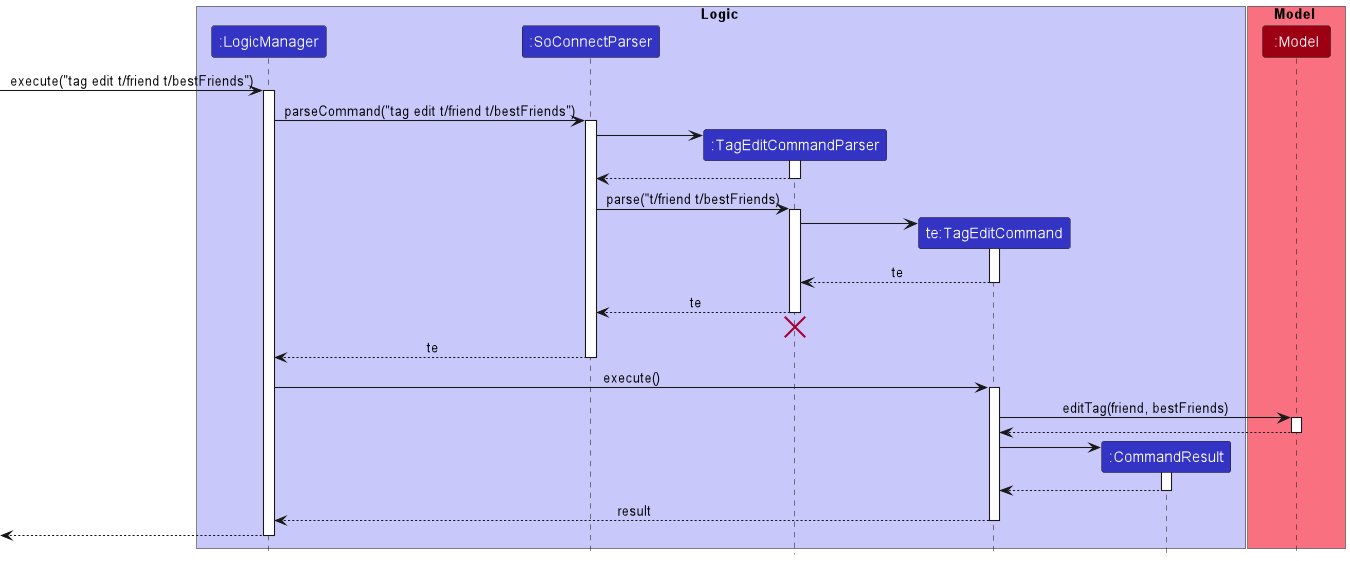 Logic
Model
:LogicManager
:SoConnectParser
:Model
execute("tag edit t/friend t/bestFriends")
parseCommand("tag edit t/friend t/bestFriends")
:TagEditCommandParser
parse("t/friend t/bestFriends)
te:TagEditCommand
te
te
te
execute()
editTag(friend, bestFriends)
:CommandResult
result